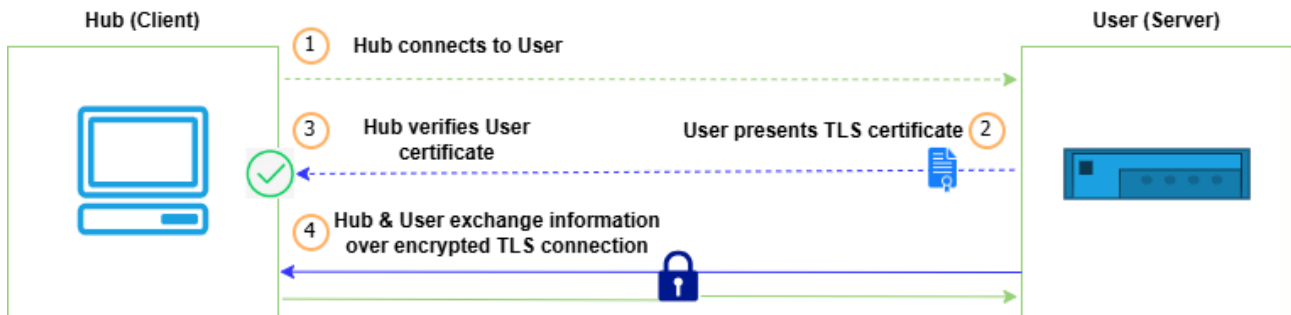 Hub (Client)
User (Server)
1
Hub connects to User
3
Hub verifies User
certificate
User presents TLS certificate
2
4
Hub & User exchange information
over encrypted TLS connection